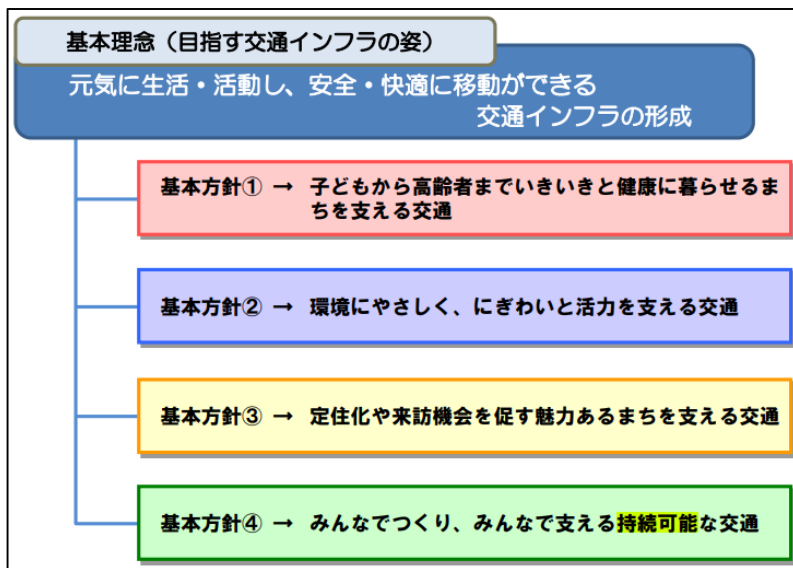 基本理念（目指す交通インフラの姿）
元気に生活・活動し、安全・快適に移動ができる
交通インフラの形成
基本方針① → 子どもから高齢者までいきいきと健康に暮らせるま
ちを支える交通
基本方針② → 環境にやさしく、にぎわいと活力を支える交通
基本方針③ → 定住化や来訪機会を促す魅力あるまちを支える交通
基本方針④ → みんなでつくり、みんなで支える持続可能な交通